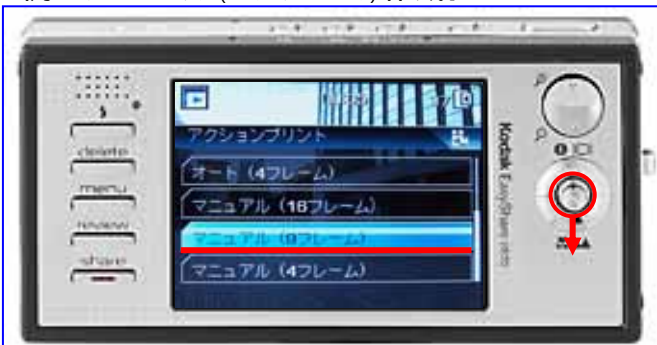 delete
menu
review
share
アクションプリント
オート (4フレーム)
マニュアル (16フレーム)
マニュアル (9フレーム)
マニュアル (4フレーム)
Kodak EasyShare